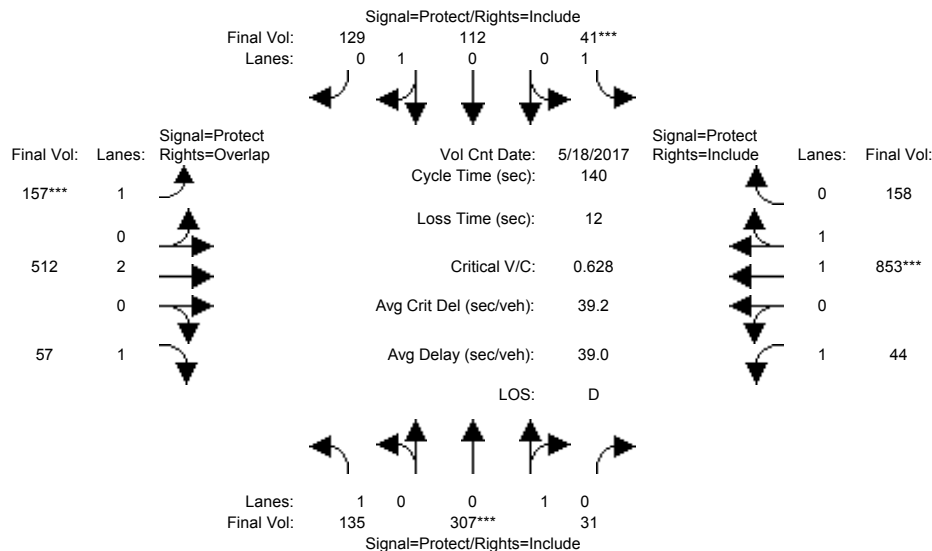 Signal=Protect/Rights=Include
Final Vol: 129 112 41***
Lanes: 0 1 0 0 1
Signal=Protect
Final Vol: Lanes: Rights=Overlap
Vol Cnt Date: 5/18/2017
Signal=Protect
Rights=Include Lanes: Final Vol:
Cycle Time (sec): 140
157*** 1
0 158
Loss Time (sec): 12
0
1
512 2
Critical V/C: 0.628
1 853***
0
Avg Crit Del (sec/veh): 39.2
0
57 1
Avg Delay (sec/veh): 39.0
1 44
LOS: D
Lanes: 1 0 0 1 0
Final Vol: 135 307*** 31
Signal=Protect/Rights=Include